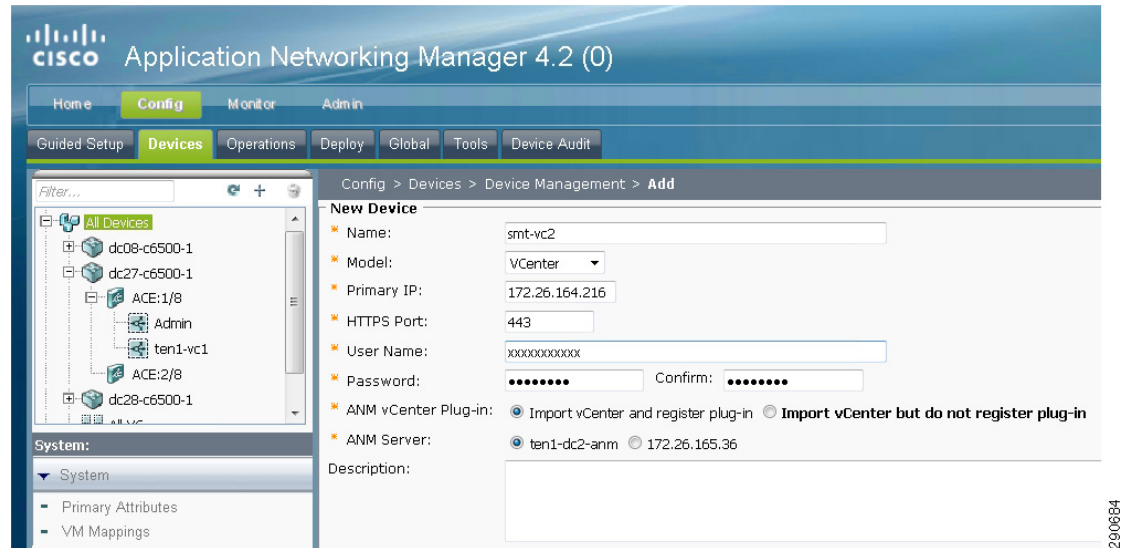 CISCO Application Networking Manager 4.2 (0)
Home Config Monitor Admin
Guided Setup Devices Operations Deploy Global Tools Device Audit
Filter...
All Devices
dc08-c6500-1
dc27-c6500-1
ACE:1/8
Admin
ten1-vc1
ACE:2/8
dc28-c6500-1
System:
System
Primary Attributes
VM Mappings
Config > Devices > Device Management > Add
New Device
* Name: smt-vc2
* Model: VCenter
* Primary IP: 172.26.164.216
* HTTPS Port: 443
* User Name: xxxxxxxxxxx
* Password: •••••••• Confirm: ••••••••
* ANM vCenter Plug-in: Import vCenter and register plug-in Import vCenter but do not register plug-in
* ANM Server: ten1-dc2-anm 172.26.165.36
Description:
290684